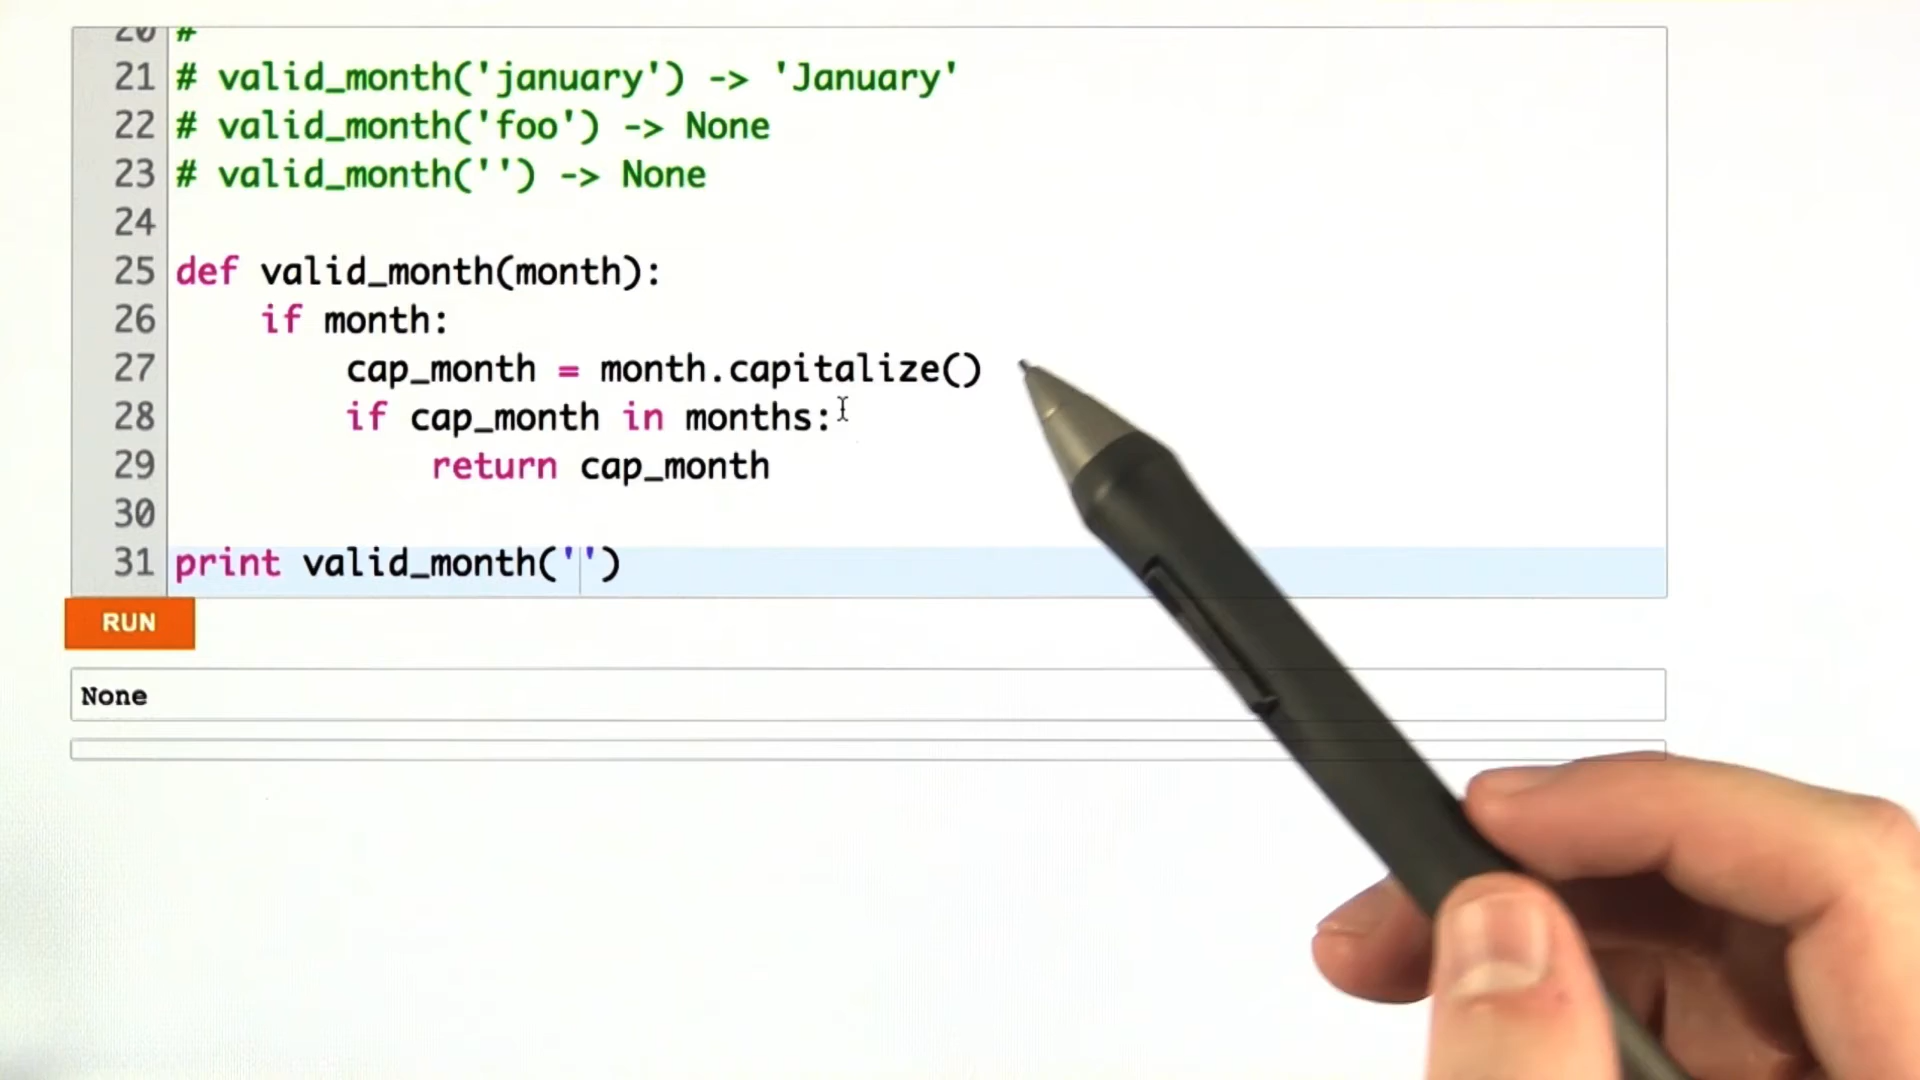 20 #
21 # valid_month('january') -> 'January'
22 # valid_month('foo') -> None
23 # valid_month('') -> None
24
25 def valid_month(month):
26     if month:
27         cap_month = month.capitalize()
28         if cap_month in months:
29             return cap_month
30
31 print valid_month('')
RUN
None